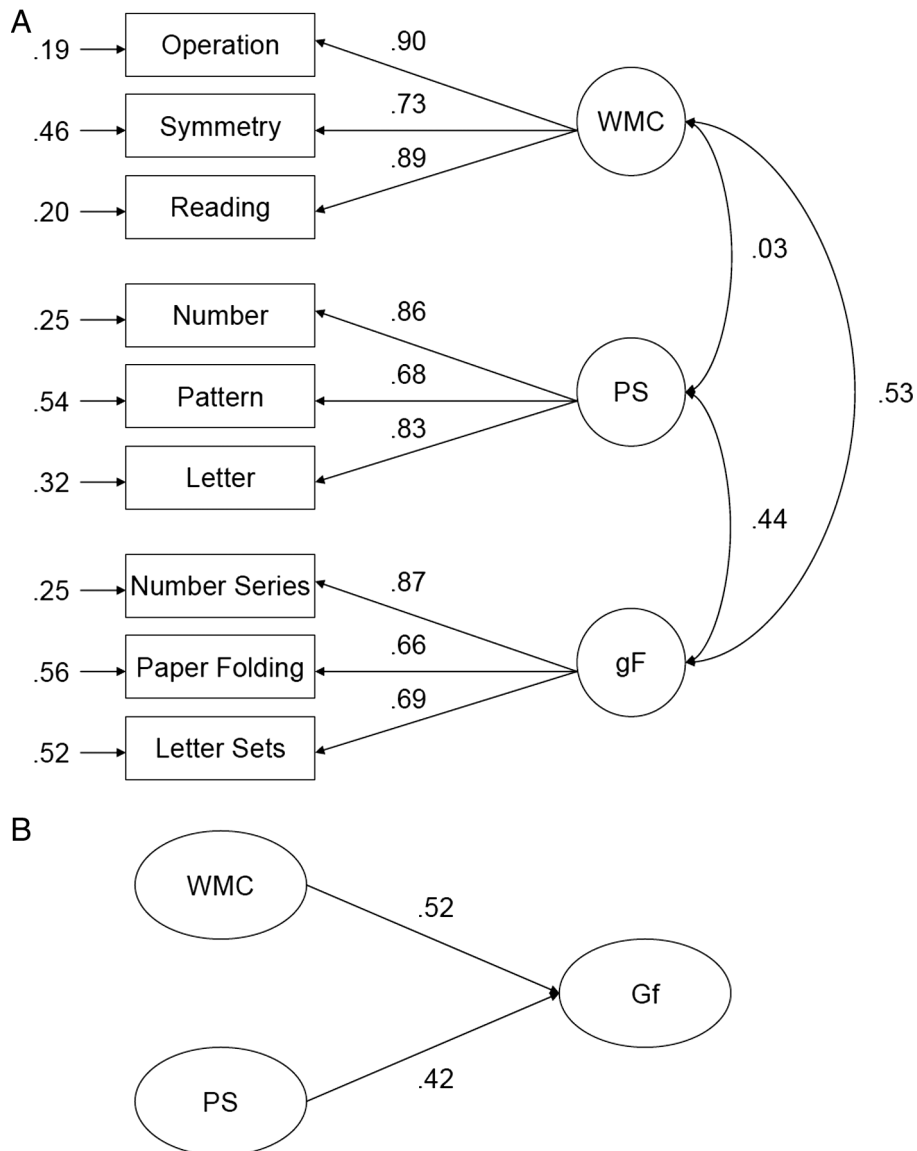 A
.19
Operation
.90
.46
Symmetry
.73
WMC
.20
Reading
.89
.03
.25
Number
.86
.54
Pattern
.68
PS
.53
.32
Letter
.83
.44
.25
Number Series
.87
.56
Paper Folding
.66
gF
.52
Letter Sets
.69
B
WMC
.52
Gf
.42
PS